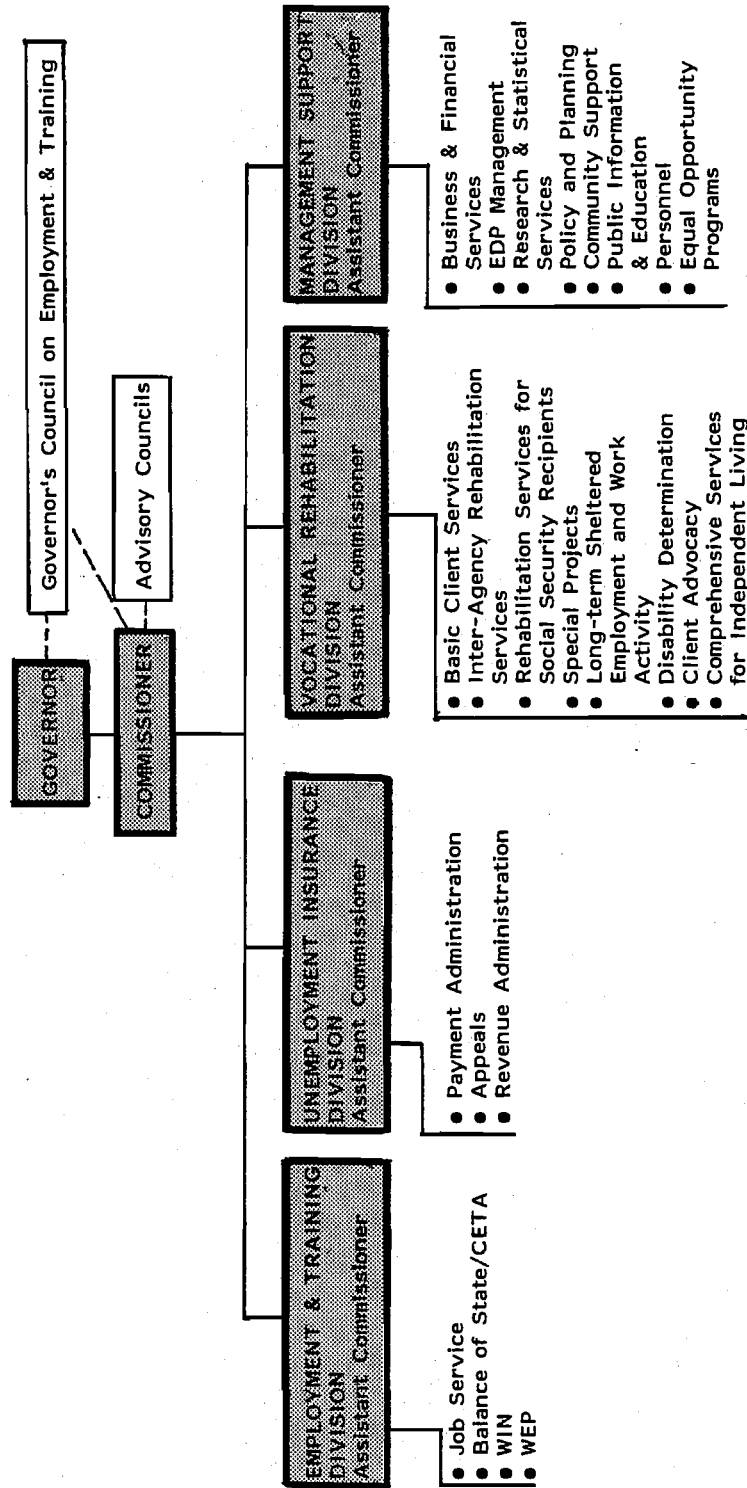 GOVERNOR
Governor's Council on Employment & Training
COMMISSIONER
Advisory Councils
EMPLOYMENT & TRAINING
DIVISION
Assistant Commissioner
● Job Service
● Balance of State/CETA
● WIN
● WEP
UNEMPLOYMENT INSURANCE
DIVISION
Assistant Commissioner
● Payment Administration
● Appeals
● Revenue Administration
VOCATIONAL REHABILITATION
DIVISION
Assistant Commissioner
● Basic Client Services
● Inter-Agency Rehabilitation
Services
● Rehabilitation Services for
Social Security Recipients
● Special Projects
● Long-term Sheltered
Employment and Work
Activity
● Disability Determination
● Client Advocacy
● Comprehensive Services
for Independent Living
MANAGEMENT SUPPORT
DIVISION
Assistant Commissioner
● Business & Financial
Services
● EDP Management
● Research & Statistical
Services
● Policy and Planning
● Community Support
● Public Information
& Education
● Personnel
● Equal Opportunity
Programs